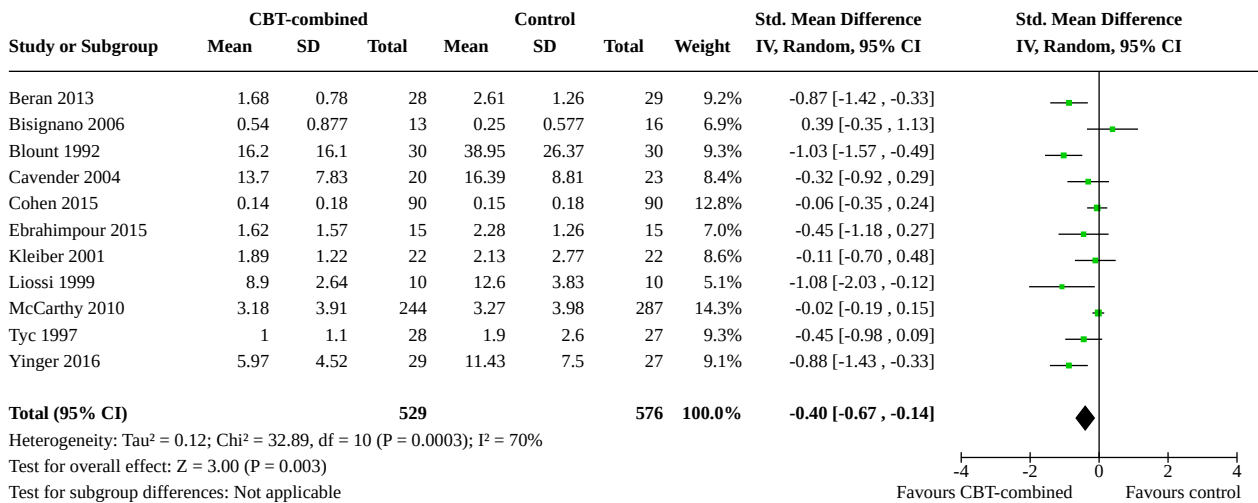 CBT-combined Control Std. Mean Difference Std. Mean Difference
Study or Subgroup Mean SD Total Mean SD Total Weight IV, Random, 95% CI IV, Random, 95% CI
Beran 2013 1.68 0.78 28 2.61 1.26 29 9.2% -0.87 [-1.42 , -0.33]
Bisignano 2006 0.54 0.877 13 0.25 0.577 16 6.9% 0.39 [-0.35 , 1.13]
Blount 1992 16.2 16.1 30 38.95 26.37 30 9.3% -1.03 [-1.57 , -0.49]
Cavender 2004 13.7 7.83 20 16.39 8.81 23 8.4% -0.32 [-0.92 , 0.29]
Cohen 2015 0.14 0.18 90 0.15 0.18 90 12.8% -0.06 [-0.35 , 0.24]
Ebrahimpour 2015 1.62 1.57 15 2.28 1.26 15 7.0% -0.45 [-1.18 , 0.27]
Kleiber 2001 1.89 1.22 22 2.13 2.77 22 8.6% -0.11 [-0.70 , 0.48]
Liossi 1999 8.9 2.64 10 12.6 3.83 10 5.1% -1.08 [-2.03 , -0.12]
McCarthy 2010 3.18 3.91 244 3.27 3.98 287 14.3% -0.02 [-0.19 , 0.15]
Tyc 1997 1 1.1 28 1.9 2.6 27 9.3% -0.45 [-0.98 , 0.09]
Yinger 2016 5.97 4.52 29 11.43 7.5 27 9.1% -0.88 [-1.43 , -0.33]
Total (95% CI) 529 576 100.0% -0.40 [-0.67 , -0.14]
Heterogeneity: Tau² = 0.12; Chi² = 32.89, df = 10 (P = 0.0003); I² = 70%
Test for overall effect: Z = 3.00 (P = 0.003)
Test for subgroup differences: Not applicable
-4 -2 0 2 4
Favours CBT-combined Favours control